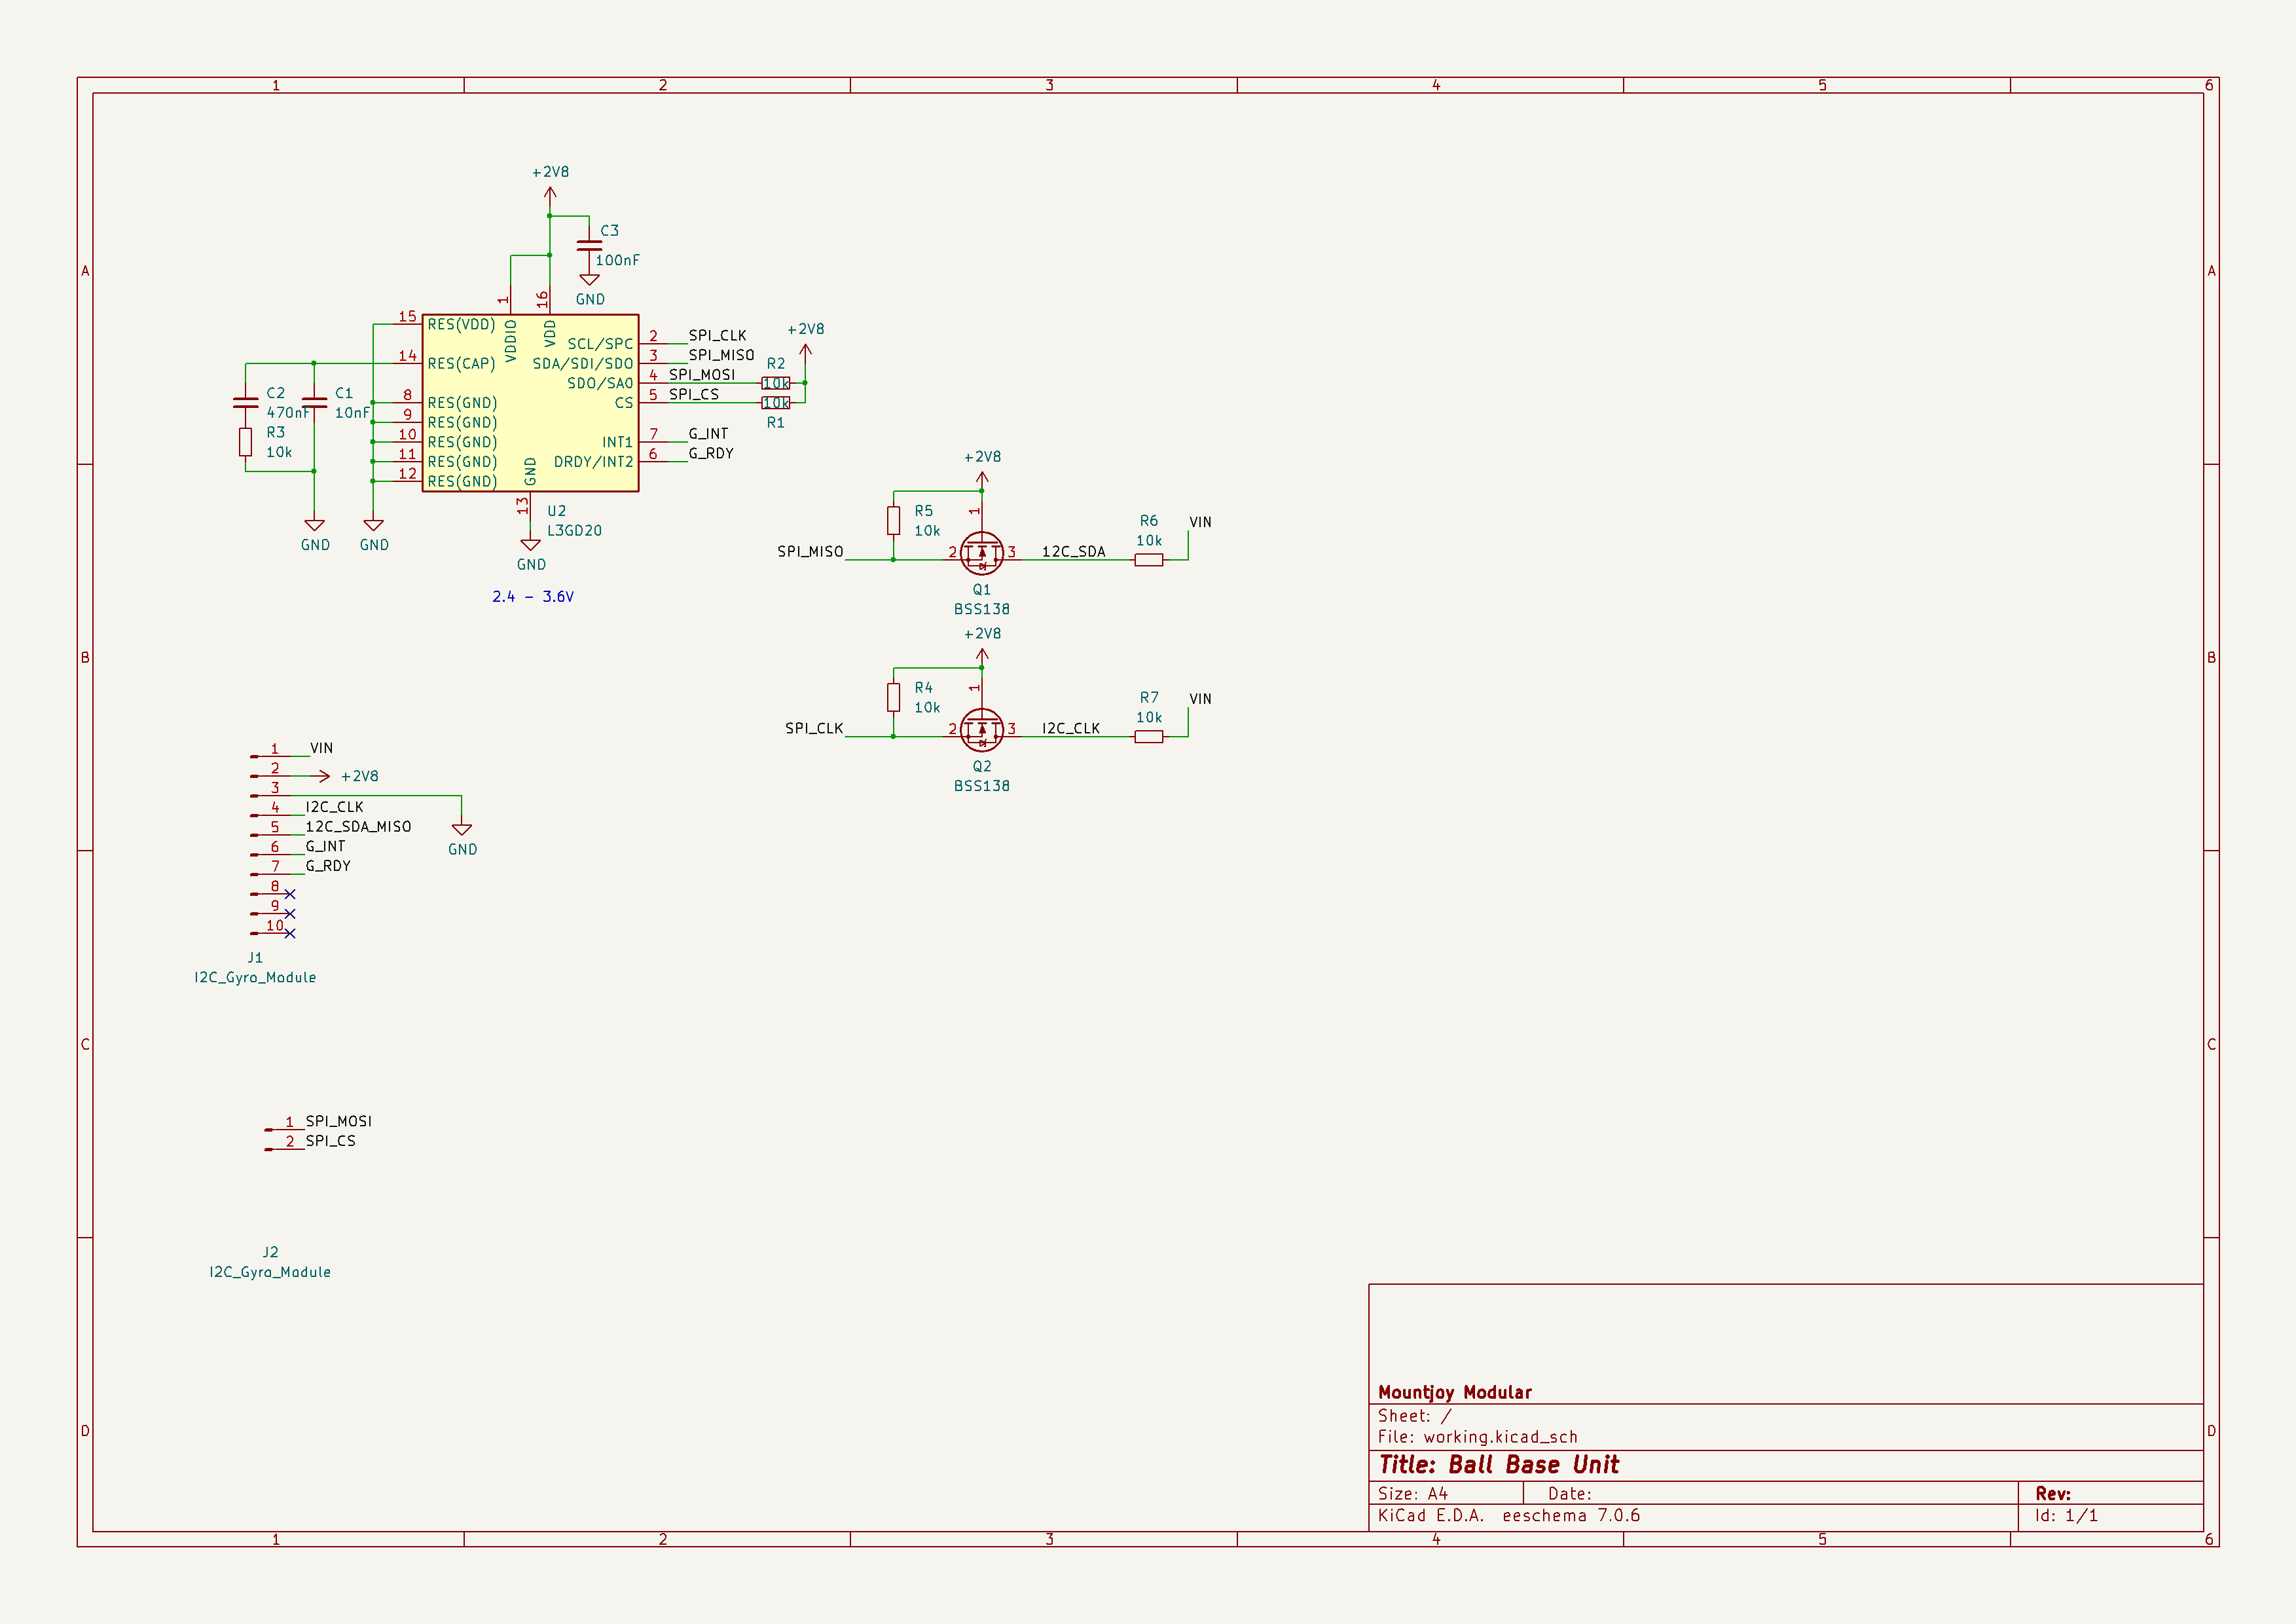 1 2 3 4 5 6
A A
B B
C C
D D
+2V8
C3
100nF
GND
1
16
15 RES(VDD)
14 RES(CAP)
8 RES(GND)
9 RES(GND)
10 RES(GND)
11 RES(GND)
12 RES(GND)
VDDIO
VDD
GND
13
SCL/SPC 2 SPI_CLK
SDA/SDI/SDO 3 SPI_MISO
SDO/SA0 4 SPI_MOSI
CS 5 SPI_CS
INT1 7 G_INT
DRDY/INT2 6 G_RDY
U2
L3GD20
GND
2.4 - 3.6V
C2
470nF
C1
10nF
R3
10k
GND
GND
+2V8
R2
10k
10k
R1
+2V8
R5
10k
1
SPI_MISO
2
3
12C_SDA
R6
10k
VIN
Q1
BSS138
+2V8
R4
10k
1
SPI_CLK
2
3
I2C_CLK
R7
10k
VIN
Q2
BSS138
1 VIN
2 +2V8
3
4 I2C_CLK
5 12C_SDA_MISO
6 G_INT
7 G_RDY
8
9
10
GND
J1
I2C_Gyro_Module
1 SPI_MOSI
2 SPI_CS
J2
I2C_Gyro_Module
Mountjoy Modular
Sheet: /
File: working.kicad_sch
Title: Ball Base Unit
Size: A4 Date: Rev:
KiCad E.D.A. eeschema 7.0.6 Id: 1/1
1 2 3 4 5 6